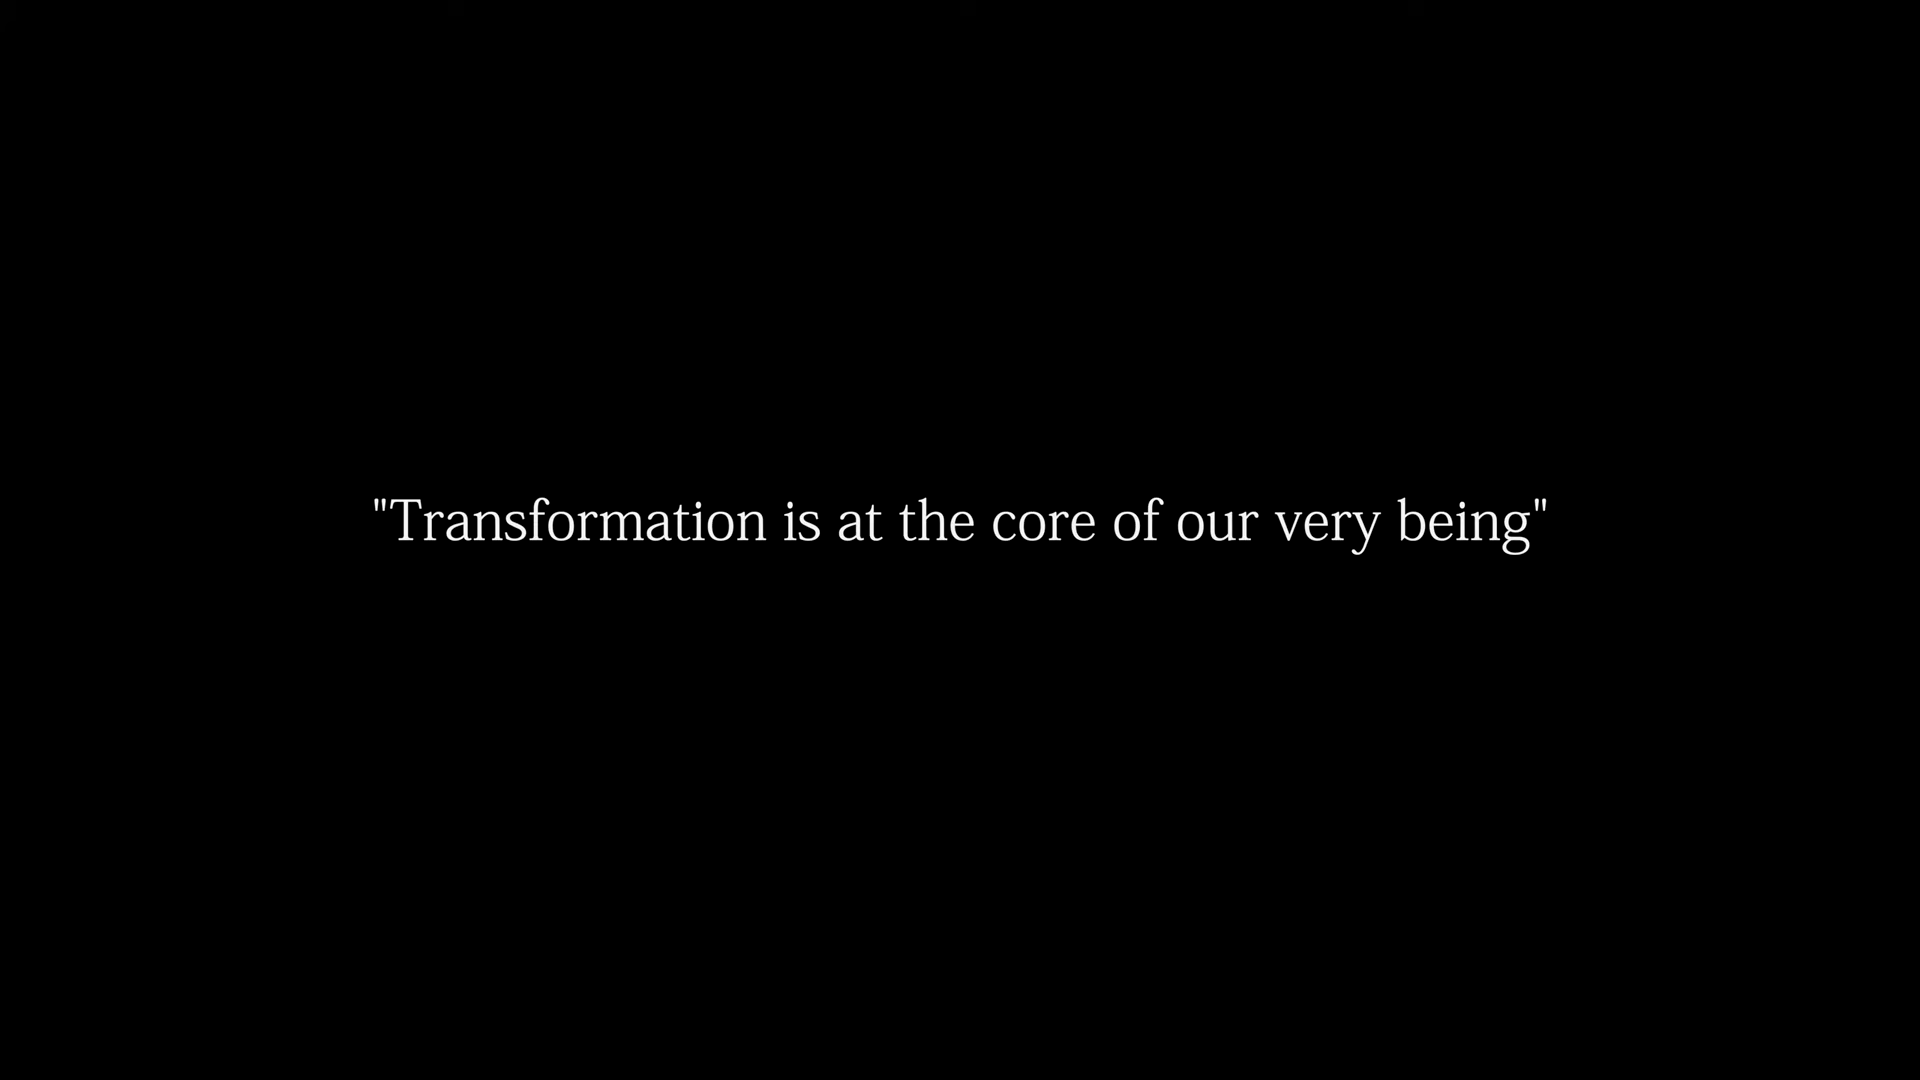 "Transformation is at the core of our very being"